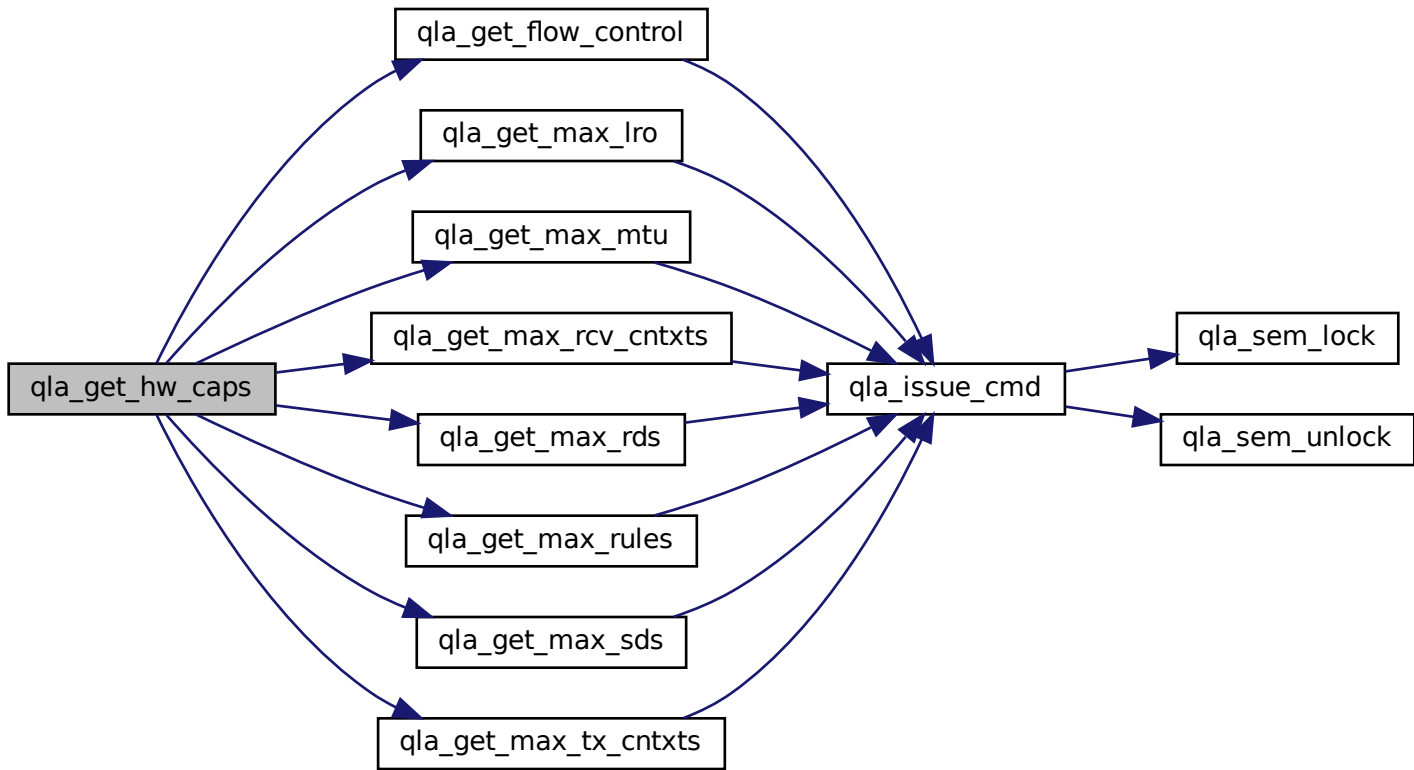 qla_get_flow_control
qla_get_max_lro
qla_get_max_mtu
qla_get_max_rcv_cntxts
qla_sem_lock
qla_get_hw_caps
qla_issue_cmd
qla_get_max_rds
qla_sem_unlock
qla_get_max_rules
qla_get_max_sds
qla_get_max_tx_cntxts